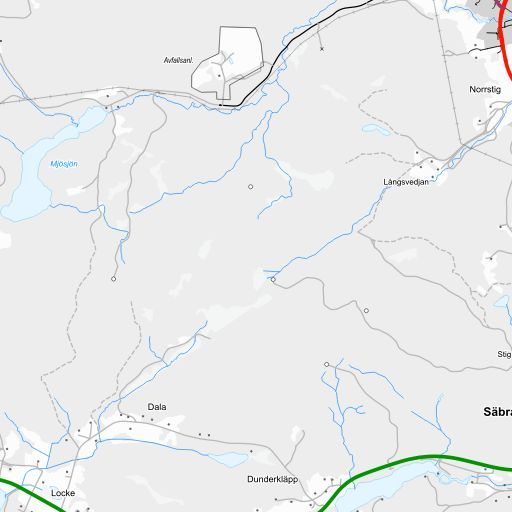 Avfallsanl.
Norrstig
Mjösjön
Långsvedjan
Stig
Dala
Säbra
Dunderkläpp
Locke